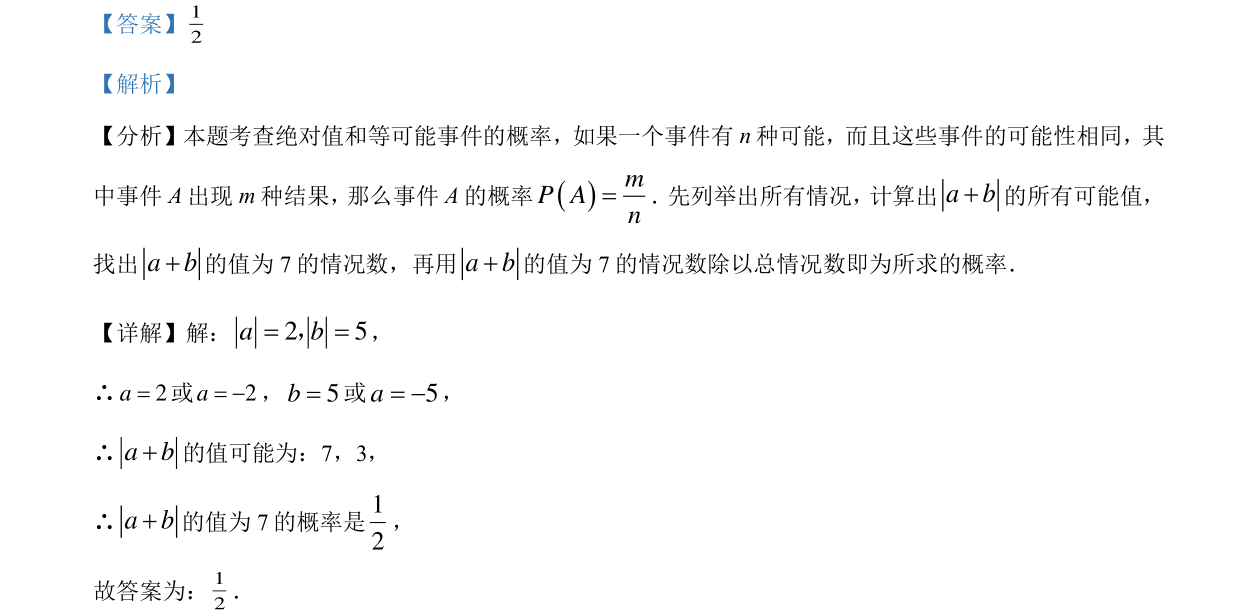 【答案】1/2
【解析】
【分析】本题考查绝对值和等可能事件的概率，如果一个事件有 n 种可能，而且这些事件的可能性相同，其
中事件 A 出现 m 种结果，那么事件 A 的概率 P(A)=m/n．先列举出所有情况，计算出|a+b|的所有可能值，
找出|a+b|的值为 7 的情况数，再用|a+b|的值为 7 的情况数除以总情况数即为所求的概率．
【详解】解：|a|=2，|b|=5，
∴a=2或a=−2，b=5或a=−5，
∴|a+b|的值可能为：7，3，
∴|a+b|的值为 7 的概率是1/2，
故答案为：1/2．